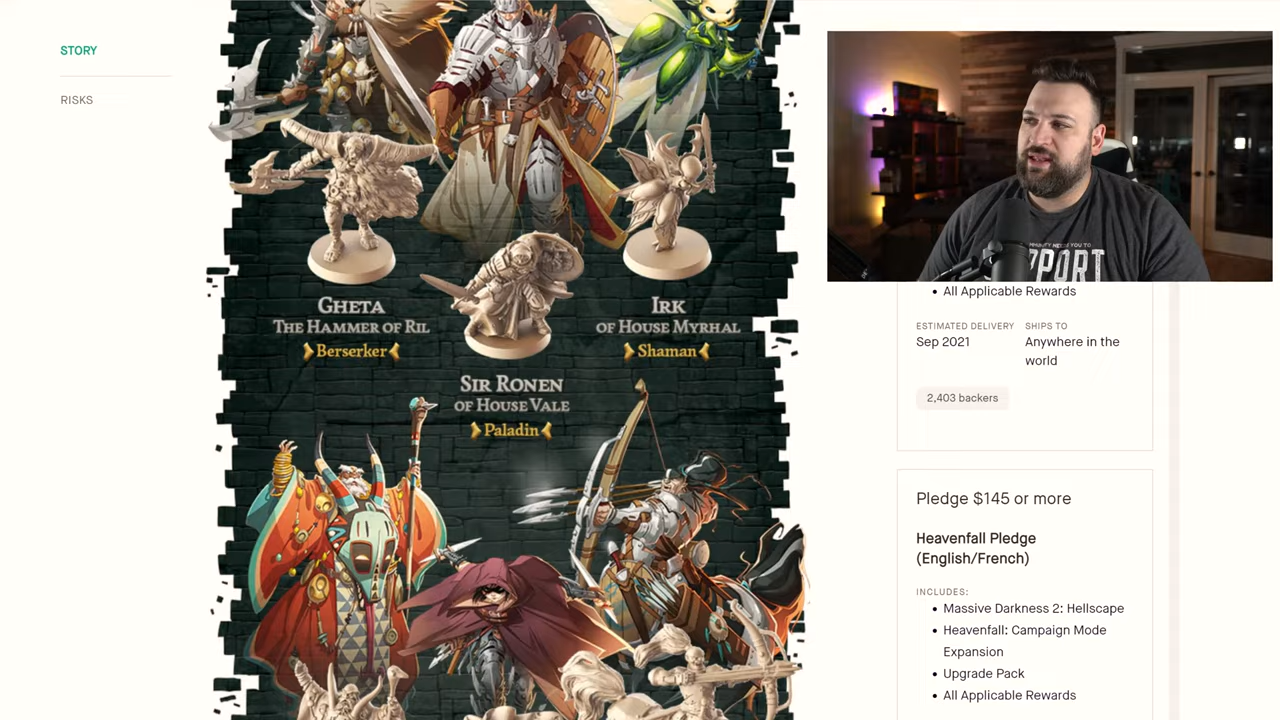 STORY
RISKS
GHETA
THE HAMMER OF RIL
Berserker
IRK
OF HOUSE MYRHAL
Shaman
SIR RONEN
OF HOUSE VALE
Paladin
NEEDS YOU TO
All Applicable Rewards
ESTIMATED DELIVERY
Sep 2021
SHIPS TO
Anywhere in the
world
2,403 backers
Pledge $145 or more
Heavenfall Pledge
(English/French)
INCLUDES:
Massive Darkness 2: Hellscape
Heavenfall: Campaign Mode
Expansion
Upgrade Pack
All Applicable Rewards